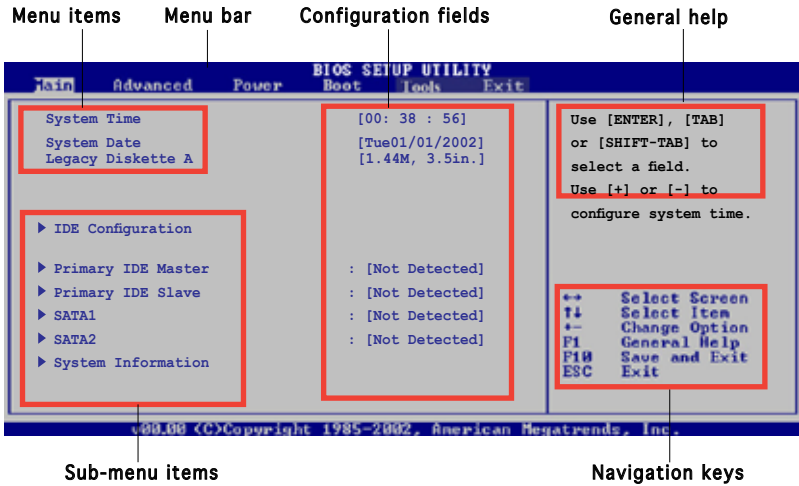 Menu items Menu bar Configuration fields General help
BIOS SETUP UTILITY
Main Advanced Power Boot Tools Exit
System Time [00: 38 : 56]
System Date [Tue01/01/2002]
Legacy Diskette A [1.44M, 3.5in.]
IDE Configuration
Primary IDE Master : [Not Detected]
Primary IDE Slave : [Not Detected]
SATA1 : [Not Detected]
SATA2 : [Not Detected]
System Information
Use [ENTER], [TAB]
or [SHIFT-TAB] to
select a field.
Use [+] or [-] to
configure system time.
↔ Select Screen
↑↓ Select Item
+- Change Option
F1 General Help
F10 Save and Exit
ESC Exit
v00.00 (C)Copyright 1985-2002, American Megatrends, Inc.
Sub-menu items Navigation keys